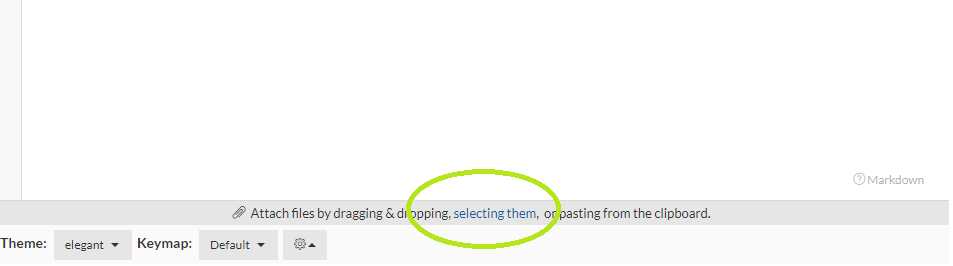 Markdown
Attach files by dragging & dropping, selecting them, or pasting from the clipboard.
Theme: elegant Keymap: Default